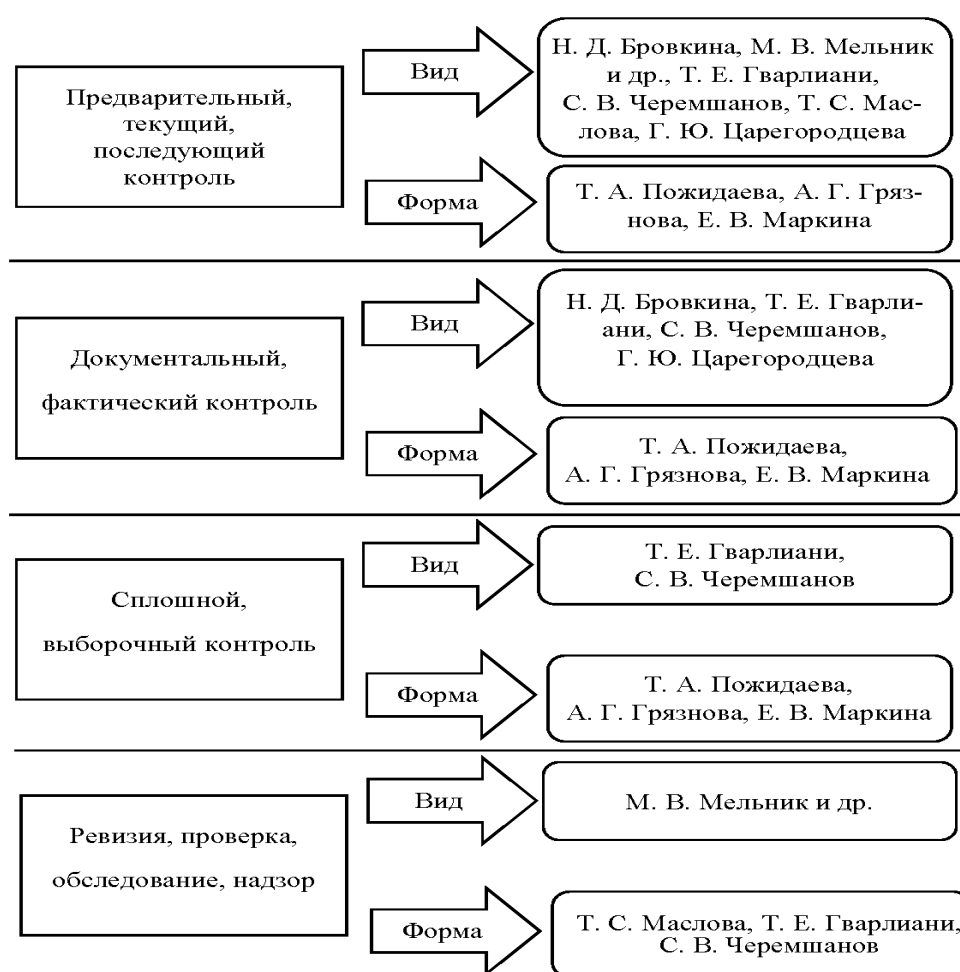 Предварительный,
текущий,
последующий
контроль
Вид
Н. Д. Бровкина, М. В. Мельник
и др., Т. Е. Гварлиани,
С. В. Черемшанов, Т. С. Мас-
лова, Г. Ю. Царегородцева
Форма
Т. А. Пожидаева, А. Г. Гряз-
нова, Е. В. Маркина
Документальный,
фактический контроль
Вид
Н. Д. Бровкина, Т. Е. Гварли-
ани, С. В. Черемшанов,
Г. Ю. Царегородцева
Форма
Т. А. Пожидаева,
А. Г. Грязнова, Е. В. Маркина
Сплошной,
выборочный контроль
Вид
Т. Е. Гварлиани,
С. В. Черемшанов
Форма
Т. А. Пожидаева,
А. Г. Грязнова, Е. В. Маркина
Ревизия, проверка,
обследование, надзор
Вид
М. В. Мельник и др.
Форма
Т. С. Маслова, Т. Е. Гварлиани,
С. В. Черемшанов